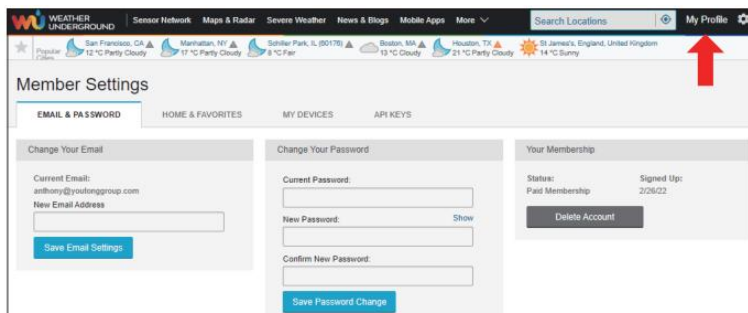 WEATHER UNDERGROUND Sensor Network Maps & Radar Severe Weather News & Blogs Mobile Apps More Search Locations My Profile
Popular Cities San Francisco, CA Manhattan, NY Schiller Park, IL (60176) Boston, MA Houston, TX St James's, England, United Kingdom
12 °C Partly Cloudy 17 °C Partly Cloudy 8 °C Fair 13 °C Cloudy 21 °C Partly Cloudy 14 °C Sunny
Member Settings
EMAIL & PASSWORD HOME & FAVORITES MY DEVICES API KEYS
Change Your Email
Current Email:
anthony@youlonggroup.com
New Email Address
Save Email Settings
Change Your Password
Current Password:
New Password: Show
Confirm New Password:
Save Password Change
Your Membership
Status: Signed Up:
Paid Membership 2/26/22
Delete Account